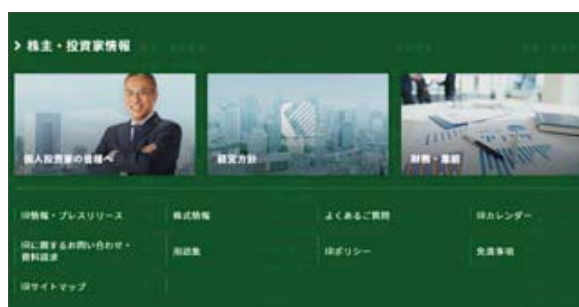 株主・投資家情報
個人投資家の皆様へ
経営方針
財務・業績
IR情報・プレスリリース
株式情報
よくあるご質問
IRカレンダー
IRに関するお問い合わせ・
資料請求
用語集
IRポリシー
免責事項
IRサイトマップ